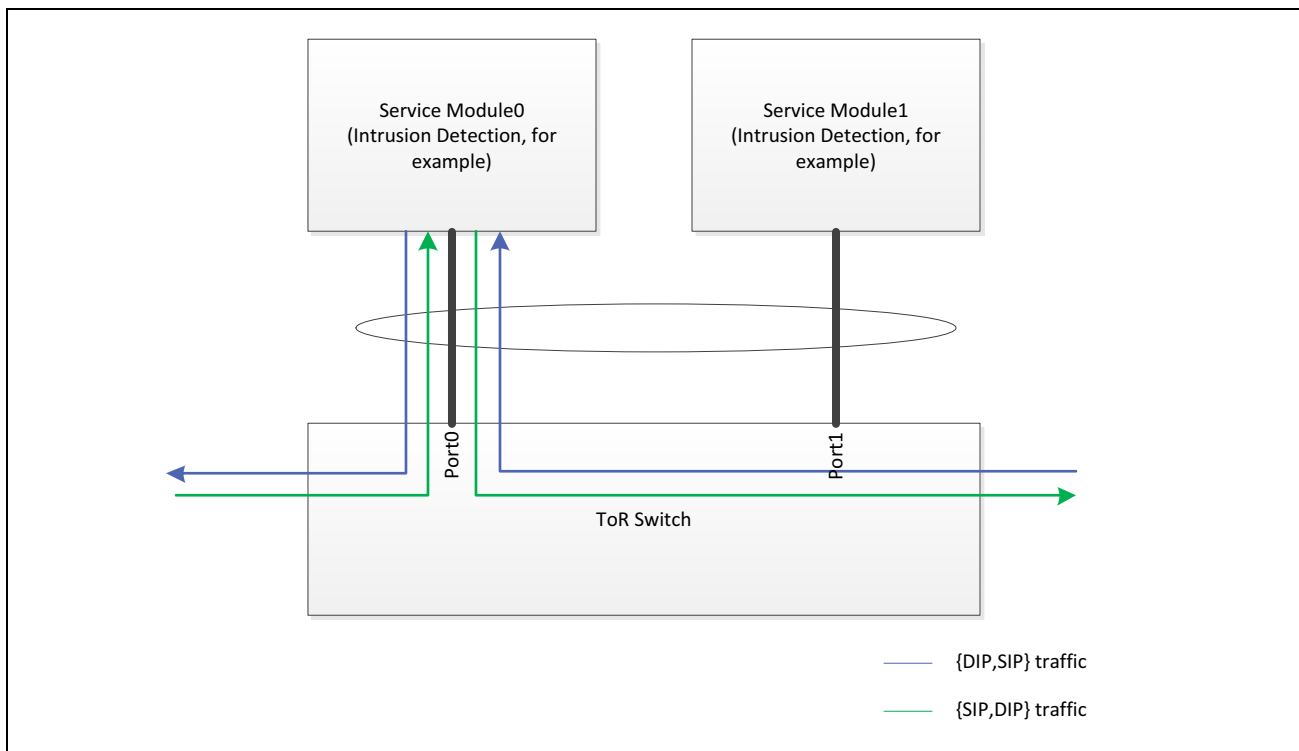 Service Module0
(Intrusion Detection, for
example)
Service Module1
(Intrusion Detection, for
example)
Port0
Port1
ToR Switch
{DIP,SIP} traffic
{SIP,DIP} traffic